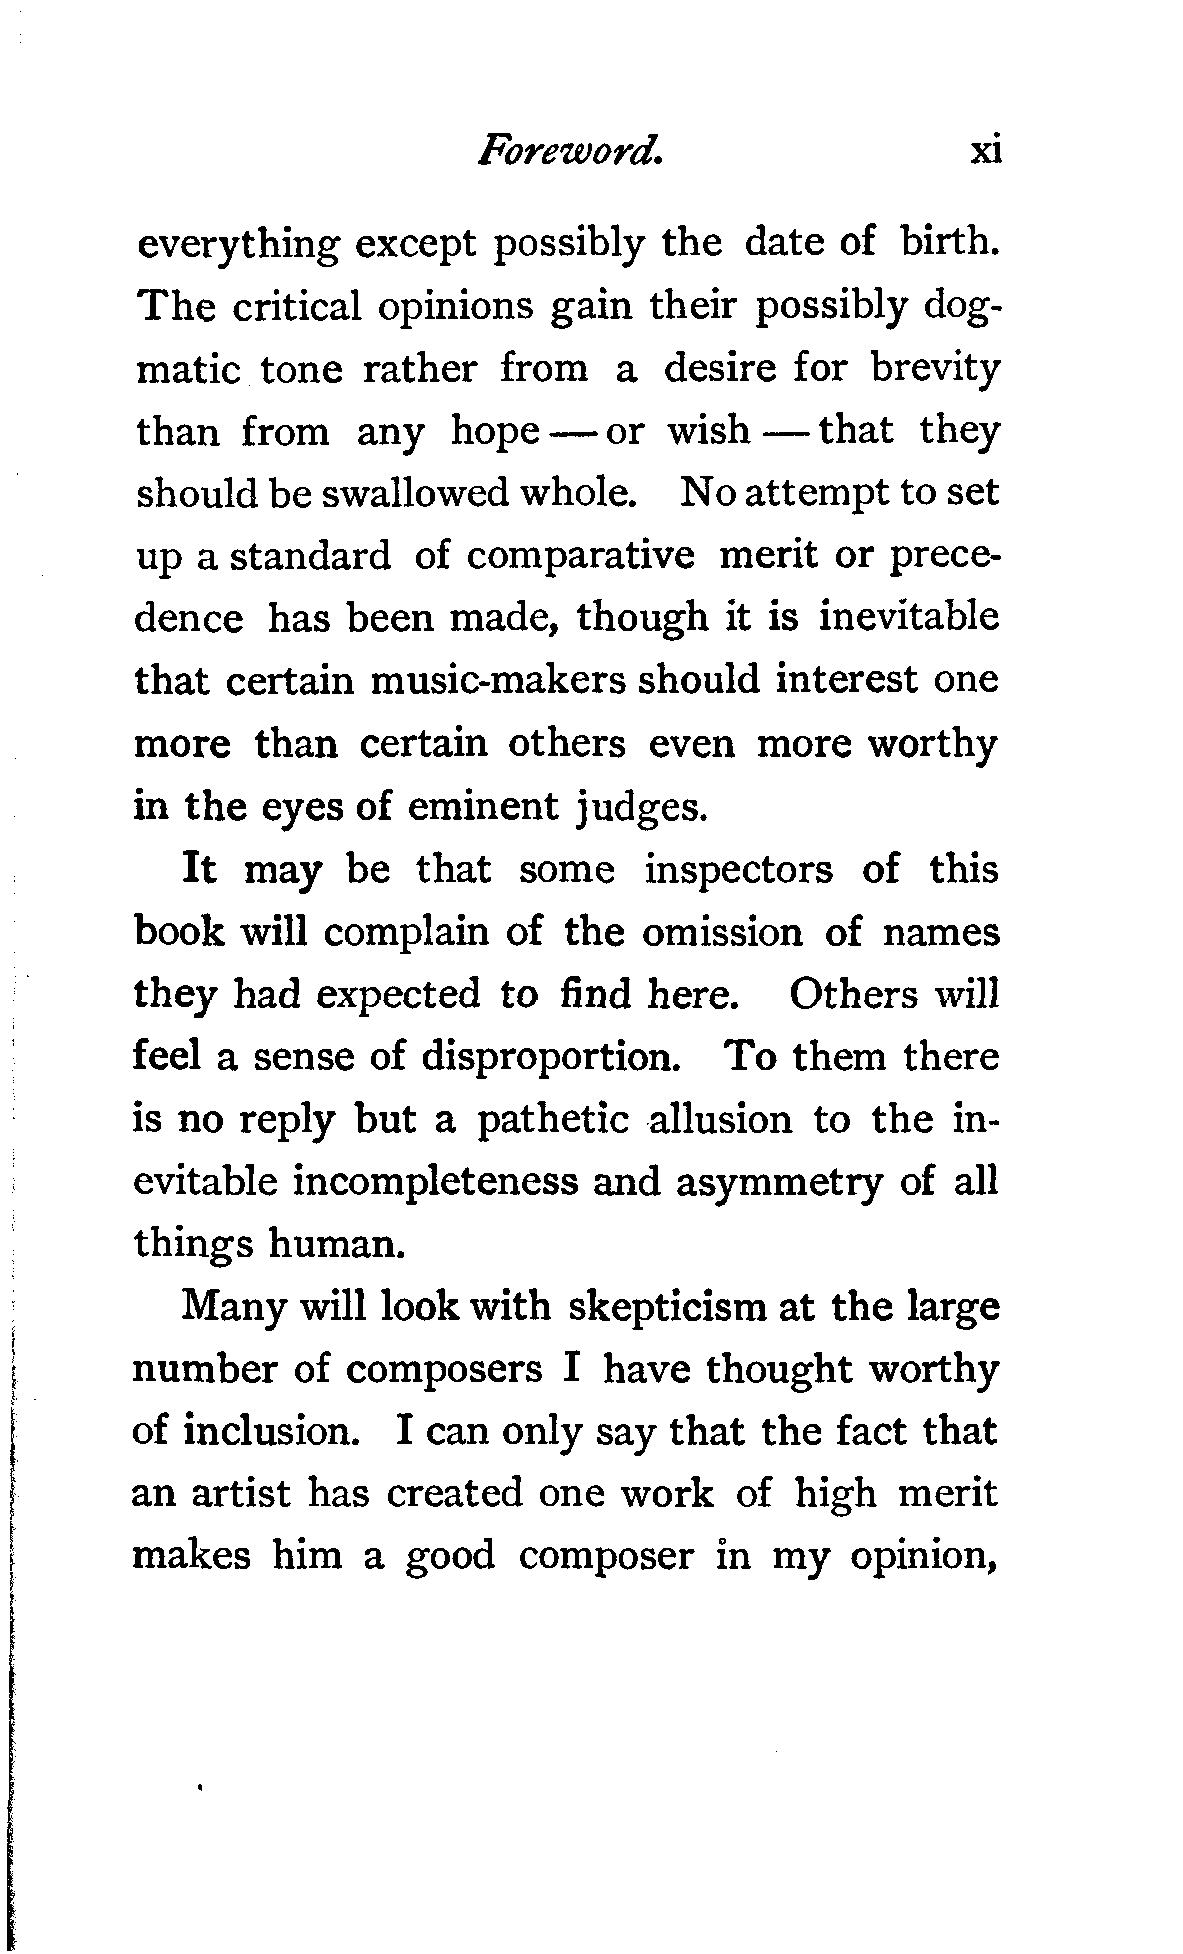 Foreword. xi
everything except possibly the date of birth.
The critical opinions gain their possibly dog-
matic tone rather from a desire for brevity
than from any hope — or wish — that they
should be swallowed whole. No attempt to set
up a standard of comparative merit or prece-
dence has been made, though it is inevitable
that certain music-makers should interest one
more than certain others even more worthy
in the eyes of eminent judges.
It may be that some inspectors of this
book will complain of the omission of names
they had expected to find here. Others will
feel a sense of disproportion. To them there
is no reply but a pathetic allusion to the in-
evitable incompleteness and asymmetry of all
things human.
Many will look with skepticism at the large
number of composers I have thought worthy
of inclusion. I can only say that the fact that
an artist has created one work of high merit
makes him a good composer in my opinion,